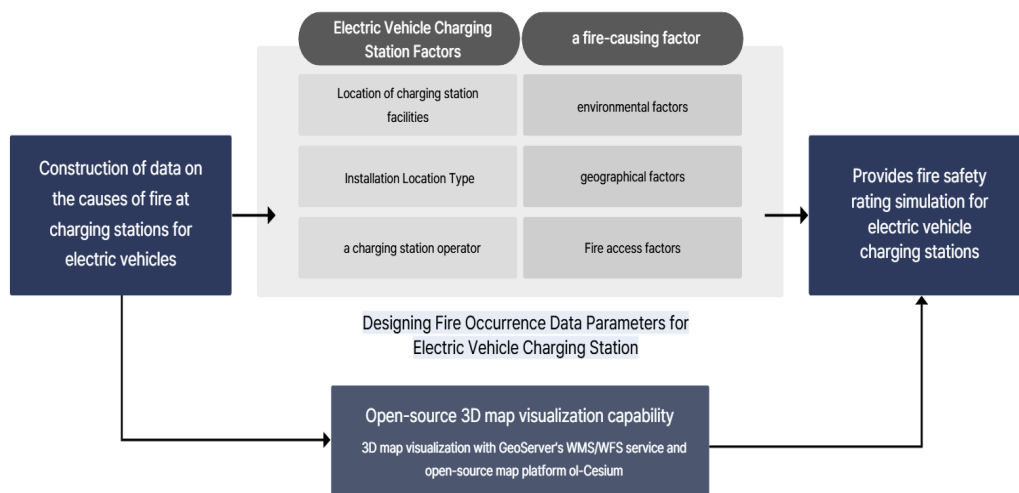 Electric Vehicle Charging
Station Factors
a fire-causing factor
Location of charging station
facilities
environmental factors
Construction of data on
the causes of fire at
charging stations for
electric vehicles
Installation Location Type
geographical factors
a charging station operator
Fire access factors
Provides fire safety
rating simulation for
electric vehicle
charging stations
Designing Fire Occurrence Data Parameters for
Electric Vehicle Charging Station
Open-source 3D map visualization capability
3D map visualization with GeoServer's WMS/WFS service and
open-source map platform ol-Cesium